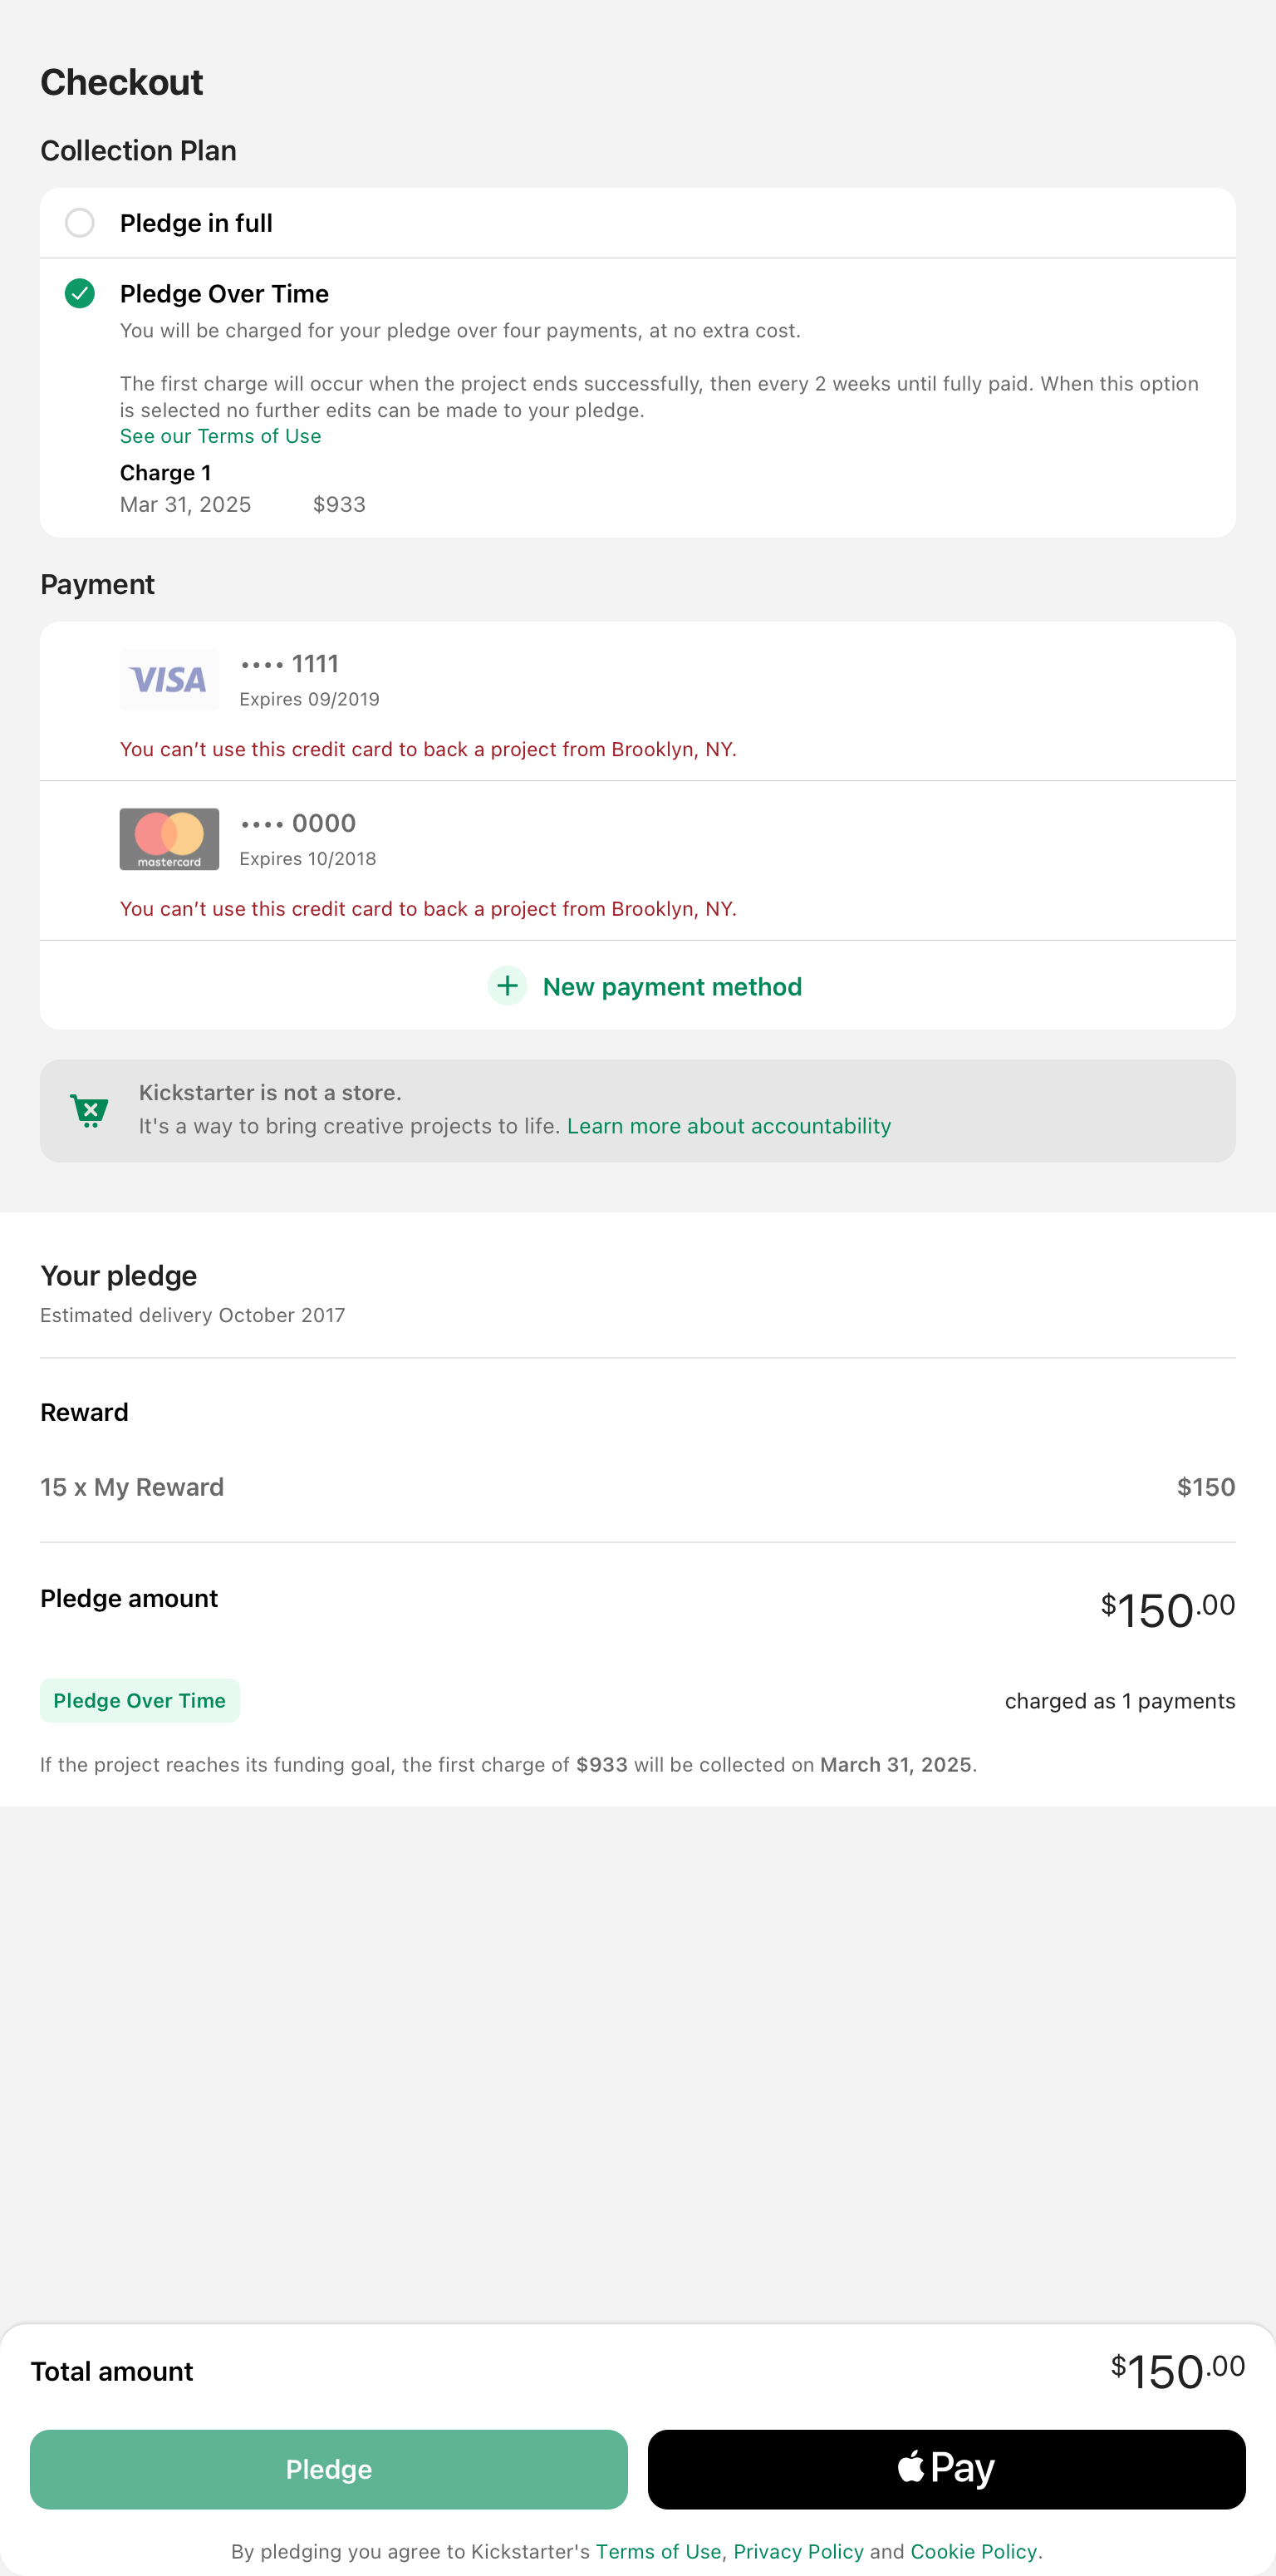 Checkout
Collection Plan
Pledge in full
Pledge Over Time
You will be charged for your pledge over four payments, at no extra cost.
The first charge will occur when the project ends successfully, then every 2 weeks until fully paid. When this option
is selected no further edits can be made to your pledge.
See our Terms of Use
Charge 1
Mar 31, 2025 $933
Payment
VISA •••• 1111
Expires 09/2019
You can’t use this credit card to back a project from Brooklyn, NY.
•••• 0000
mastercard Expires 10/2018
You can’t use this credit card to back a project from Brooklyn, NY.
New payment method
Kickstarter is not a store.
It's a way to bring creative projects to life. Learn more about accountability
Your pledge
Estimated delivery October 2017
Reward
15 x My Reward $150
Pledge amount $150.00
Pledge Over Time charged as 1 payments
If the project reaches its funding goal, the first charge of $933 will be collected on March 31, 2025.
Total amount $150.00
Pledge Pay
By pledging you agree to Kickstarter's Terms of Use, Privacy Policy and Cookie Policy.